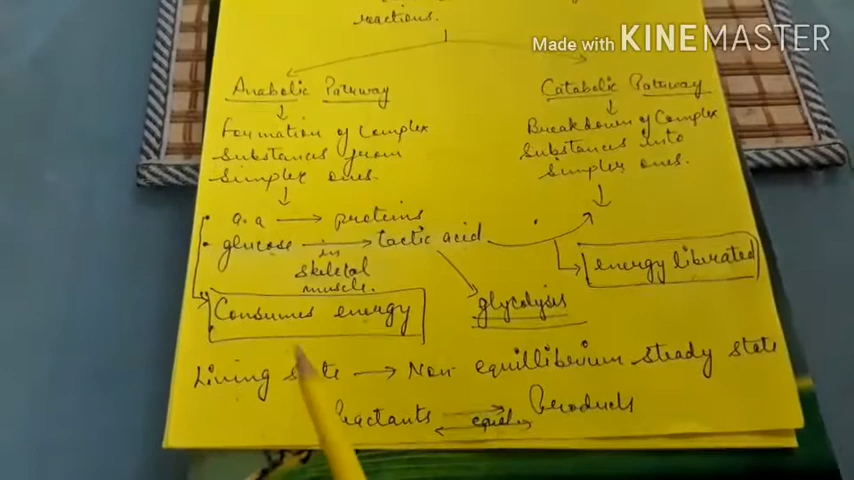 reactions.
Made with KINEMASTER
Anabolic Pathway
Catabolic Pathway
Formation of Complex
Substances from
Simplex ones.
Breakdown of Complex
Substances into
Simplex ones.
a.a → proteins
glucose → lactic acid
in
skeletal
muscle.
energy liberated
Consumes energy
glycolysis
Living state → Non equilibrium steady state
Reactants ⇌ Products
equil